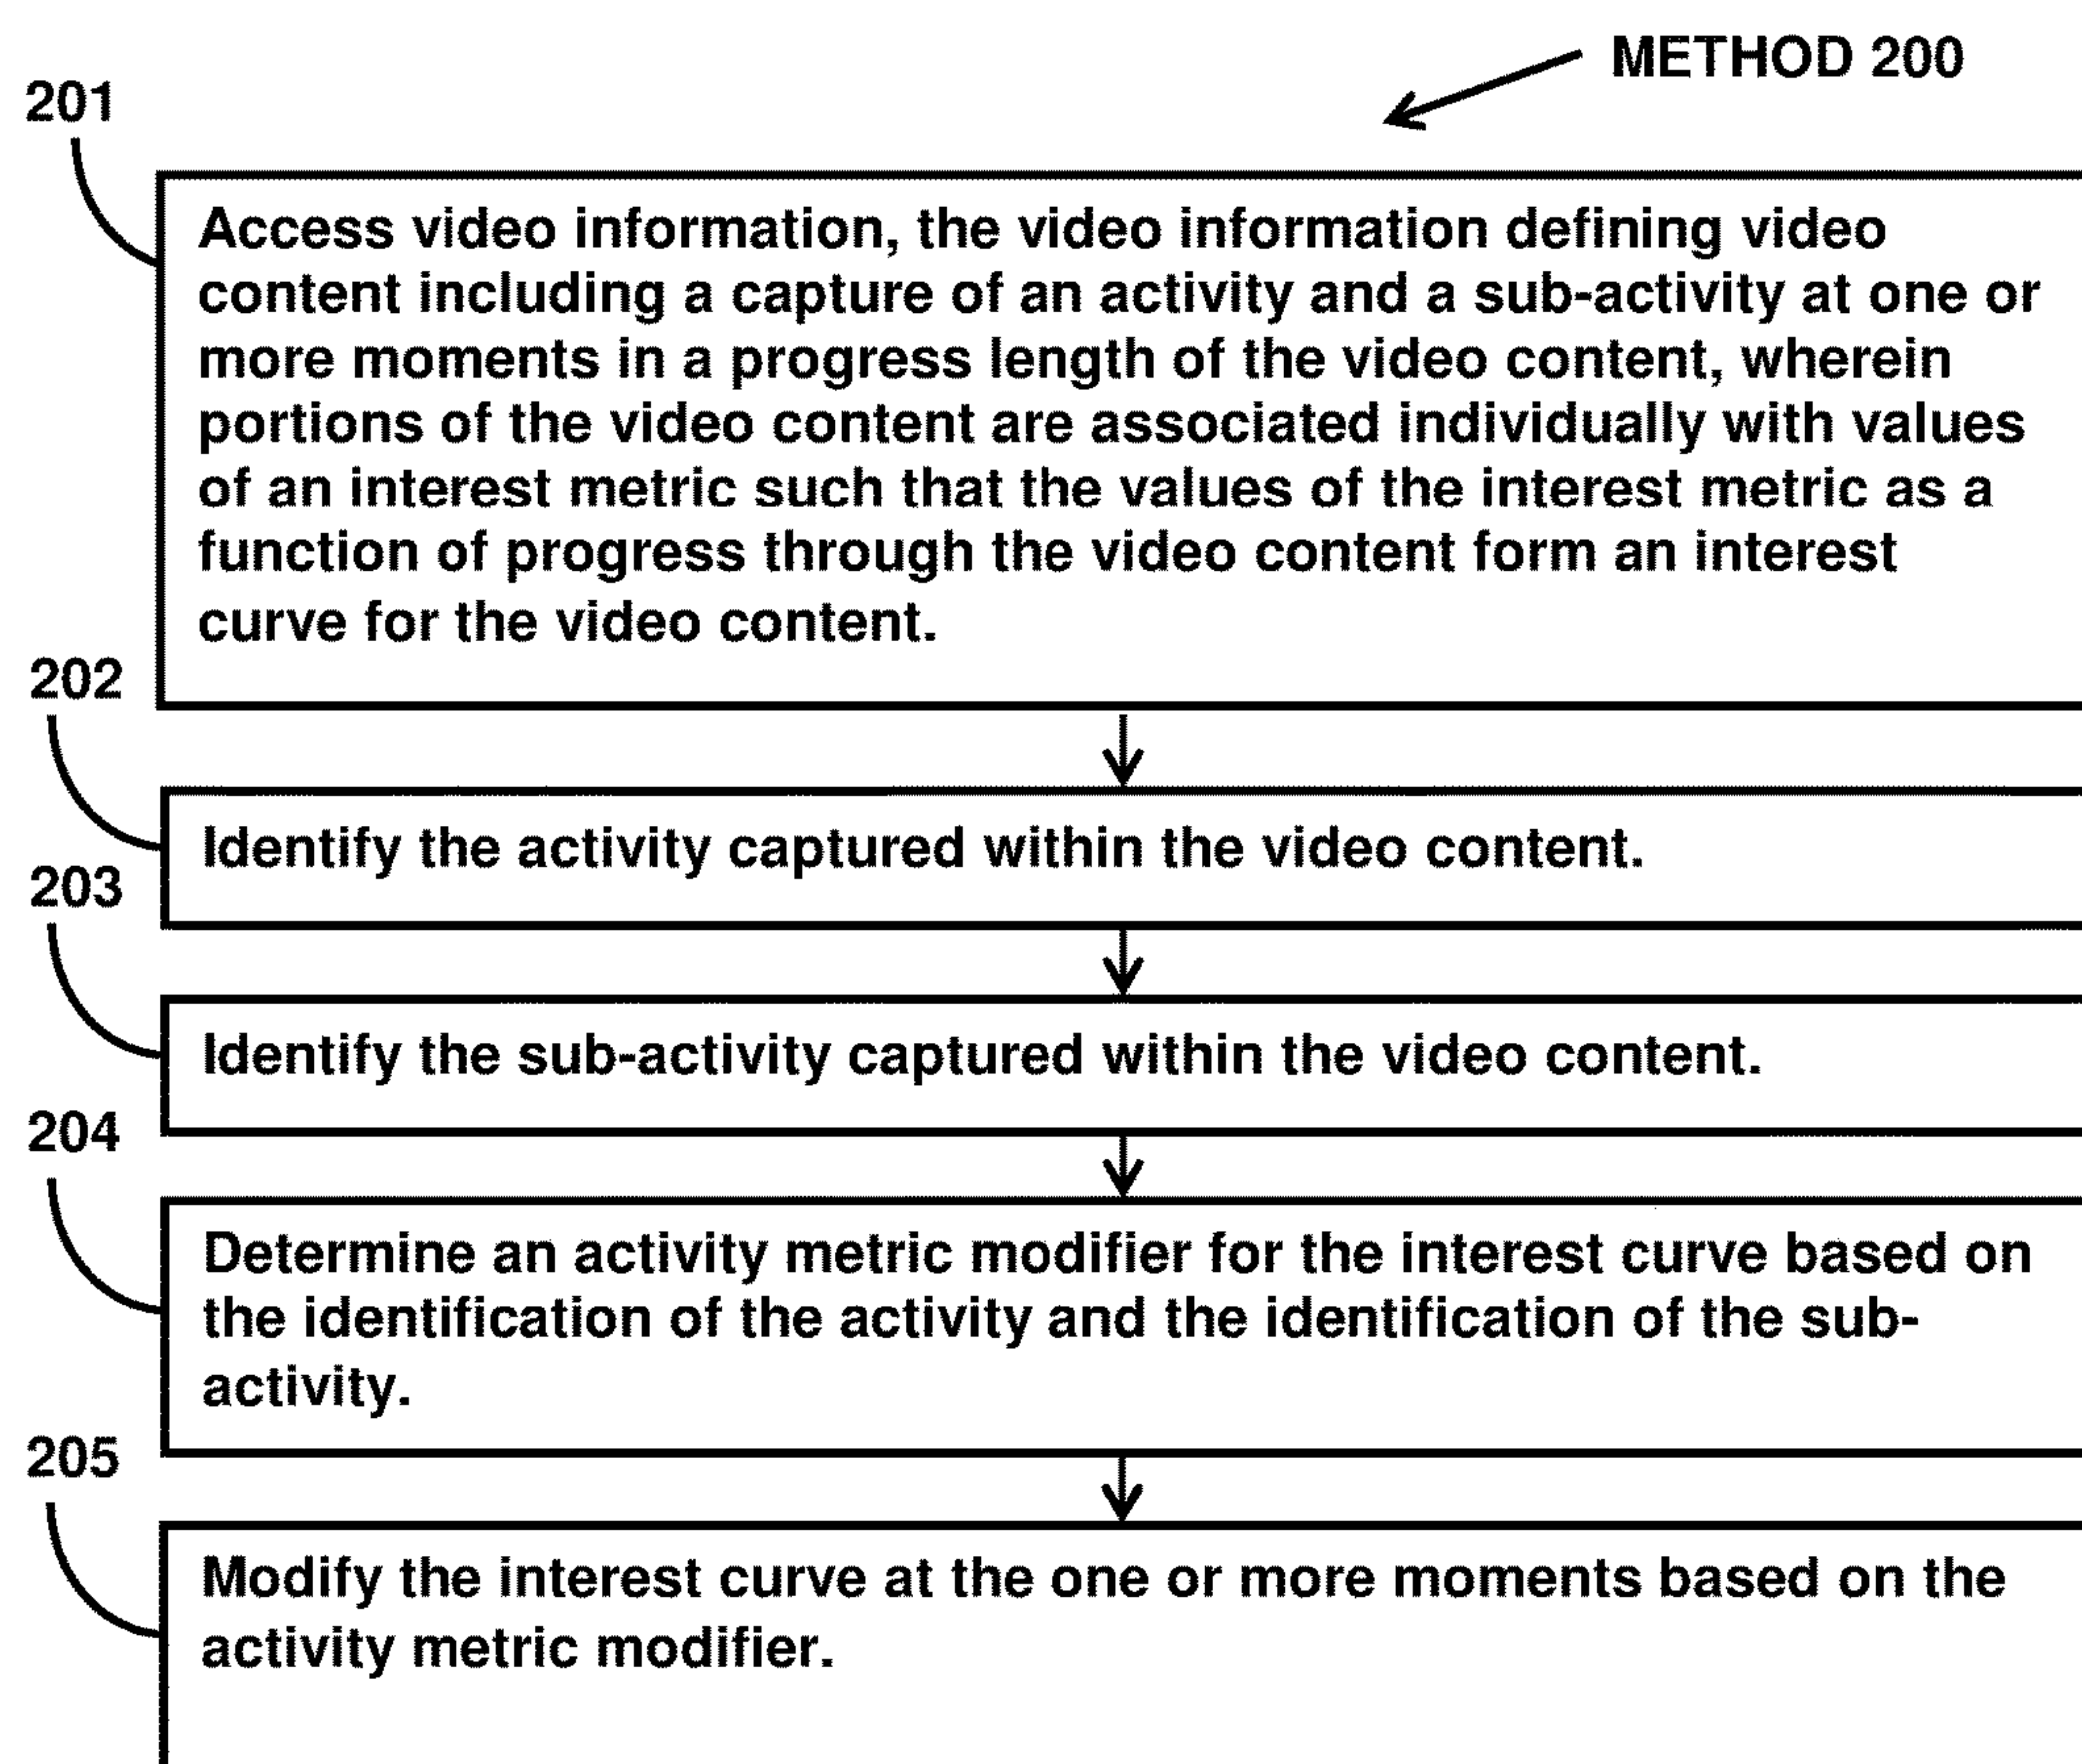 METHOD 200
201
Access video information, the video information defining video
content including a capture of an activity and a sub-activity at one or
more moments in a progress length of the video content, wherein
portions of the video content are associated individually with values
of an interest metric such that the values of the interest metric as a
function of progress through the video content form an interest
curve for the video content.
202
Identify the activity captured within the video content.
203
Identify the sub-activity captured within the video content.
204
Determine an activity metric modifier for the interest curve based on
the identification of the activity and the identification of the sub-
activity.
205
Modify the interest curve at the one or more moments based on the
activity metric modifier.